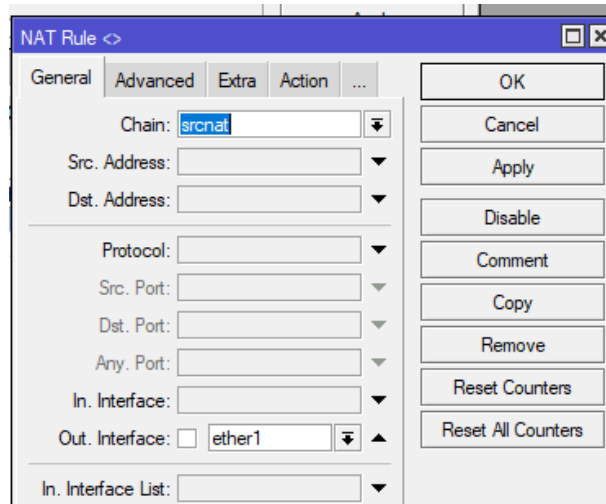 NAT Rule <>
General Advanced Extra Action ...
Chain: srcnat
Src. Address:
Dst. Address:
Protocol:
Src. Port:
Dst. Port:
Any. Port:
In. Interface:
Out. Interface: ether1
In. Interface List:
OK
Cancel
Apply
Disable
Comment
Copy
Remove
Reset Counters
Reset All Counters